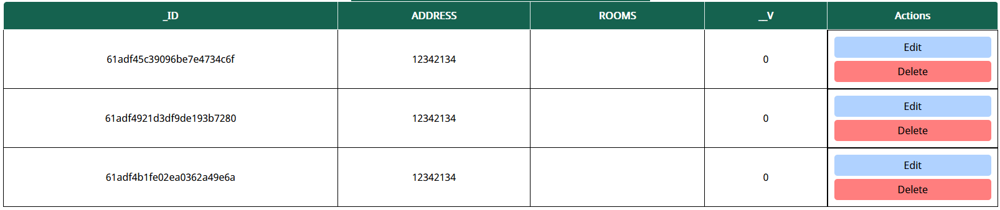 _ID ADDRESS ROOMS __V Actions
61adf45c39096be7e4734c6f 12342134 0 Edit
Delete
61adf4921d3df9de193b7280 12342134 0 Edit
Delete
61adf4b1fe02ea0362a49e6a 12342134 0 Edit
Delete